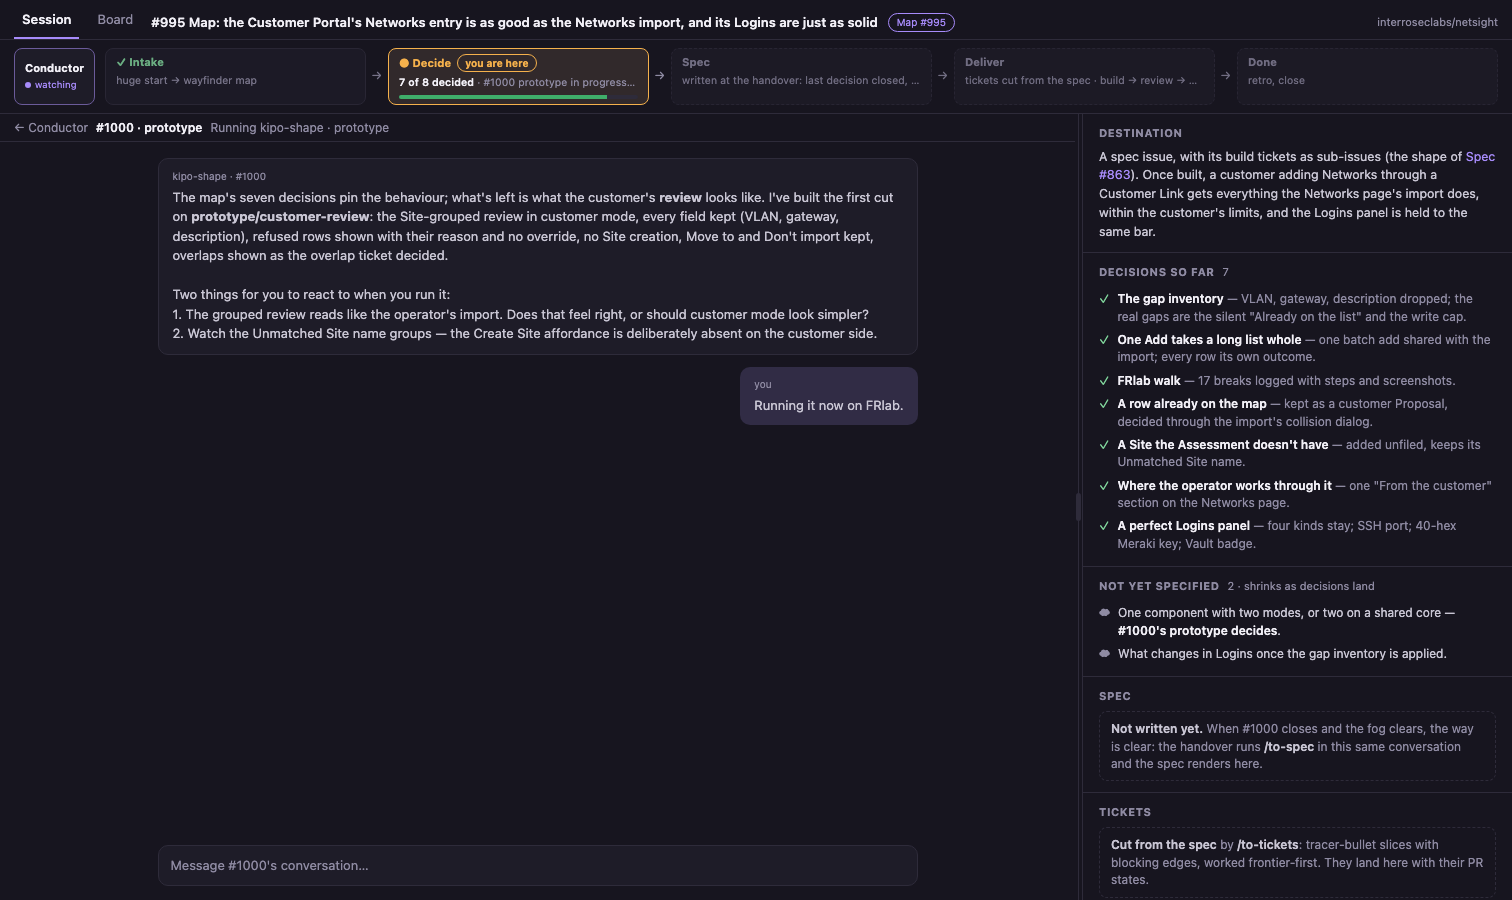 Session
Board
#995 Map: the Customer Portal's Networks entry is as good as the Networks import, and its Logins are just as solid
Map #995
interroseclabs/netsight
Conductor
watching
✓ Intake
huge start → wayfinder map
→
Decide
you are here
7 of 8 decided · #1000 prototype in progress...
→
Spec
written at the handover: last decision closed, ...
→
Deliver
tickets cut from the spec · build → review → ...
→
Done
retro, close
← Conductor #1000 · prototype Running kipo-shape · prototype
kipo-shape · #1000
The map's seven decisions pin the behaviour; what's left is what the customer's review looks like. I've built the first cut
on prototype/customer-review: the Site-grouped review in customer mode, every field kept (VLAN, gateway,
description), refused rows shown with their reason and no override, no Site creation, Move to and Don't import kept,
overlaps shown as the overlap ticket decided.
Two things for you to react to when you run it:
1. The grouped review reads like the operator's import. Does that feel right, or should customer mode look simpler?
2. Watch the Unmatched Site name groups — the Create Site affordance is deliberately absent on the customer side.
you
Running it now on FRlab.
Message #1000's conversation...
DESTINATION
A spec issue, with its build tickets as sub-issues (the shape of Spec
#863). Once built, a customer adding Networks through a
Customer Link gets everything the Networks page's import does,
within the customer's limits, and the Logins panel is held to the
same bar.
DECISIONS SO FAR 7
✓ The gap inventory — VLAN, gateway, description dropped; the
real gaps are the silent "Already on the list" and the write cap.
✓ One Add takes a long list whole — one batch add shared with the
import; every row its own outcome.
✓ FRlab walk — 17 breaks logged with steps and screenshots.
✓ A row already on the map — kept as a customer Proposal,
decided through the import's collision dialog.
✓ A Site the Assessment doesn't have — added unfiled, keeps its
Unmatched Site name.
✓ Where the operator works through it — one "From the customer"
section on the Networks page.
✓ A perfect Logins panel — four kinds stay; SSH port; 40-hex
Meraki key; Vault badge.
NOT YET SPECIFIED 2 · shrinks as decisions land
One component with two modes, or two on a shared core —
#1000's prototype decides.
What changes in Logins once the gap inventory is applied.
SPEC
Not written yet. When #1000 closes and the fog clears, the way
is clear: the handover runs /to-spec in this same conversation
and the spec renders here.
TICKETS
Cut from the spec by /to-tickets: tracer-bullet slices with
blocking edges, worked frontier-first. They land here with their PR
states.